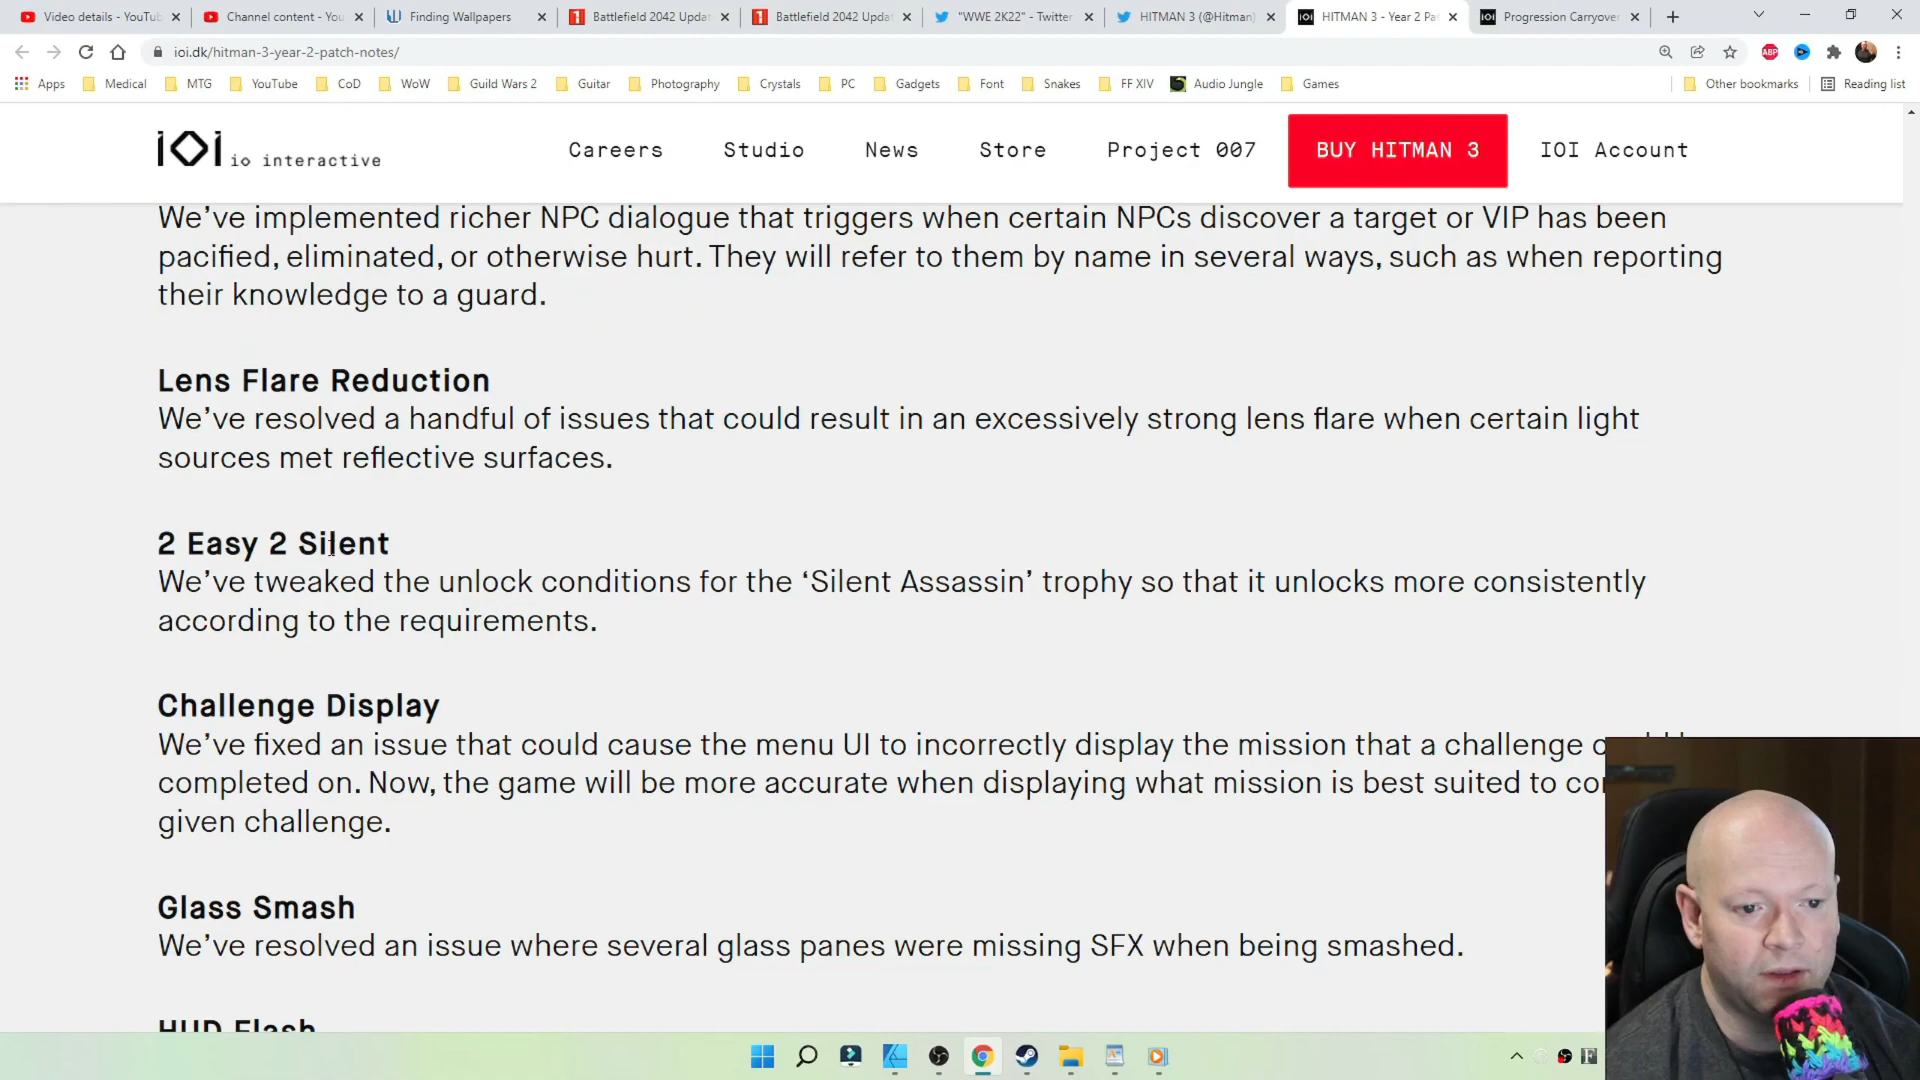 Video details - YouTub
Channel content - You
Finding Wallpapers
Battlefield 2042 Updat
Battlefield 2042 Updat
"WWE 2K22" - Twitter
HITMAN 3 (@Hitman)
HITMAN 3 - Year 2 Pa
Progression Carryover
ioi.dk/hitman-3-year-2-patch-notes/
ABP
Apps Medical MTG YouTube CoD WoW Guild Wars 2 Guitar Photography Crystals PC Gadgets Font Snakes FF XIV Audio Jungle Games Other bookmarks Reading list
iOi io interactive
Careers Studio News Store Project 007 BUY HITMAN 3 IOI Account
We've implemented richer NPC dialogue that triggers when certain NPCs discover a target or VIP has been
pacified, eliminated, or otherwise hurt. They will refer to them by name in several ways, such as when reporting
their knowledge to a guard.
Lens Flare Reduction
We've resolved a handful of issues that could result in an excessively strong lens flare when certain light
sources met reflective surfaces.
2 Easy 2 Silent
We've tweaked the unlock conditions for the ‘Silent Assassin’ trophy so that it unlocks more consistently
according to the requirements.
Challenge Display
We've fixed an issue that could cause the menu UI to incorrectly display the mission that a challenge
completed on. Now, the game will be more accurate when displaying what mission is best suited to
given challenge.
Glass Smash
We've resolved an issue where several glass panes were missing SFX when being smashed.
HUD Flash